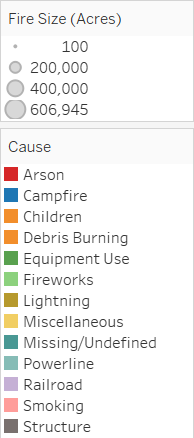 Fire Size (Acres)
100
200,000
400,000
606,945
Cause
Arson
Campfire
Children
Debris Burning
Equipment Use
Fireworks
Lightning
Miscellaneous
Missing/Undefined
Powerline
Railroad
Smoking
Structure